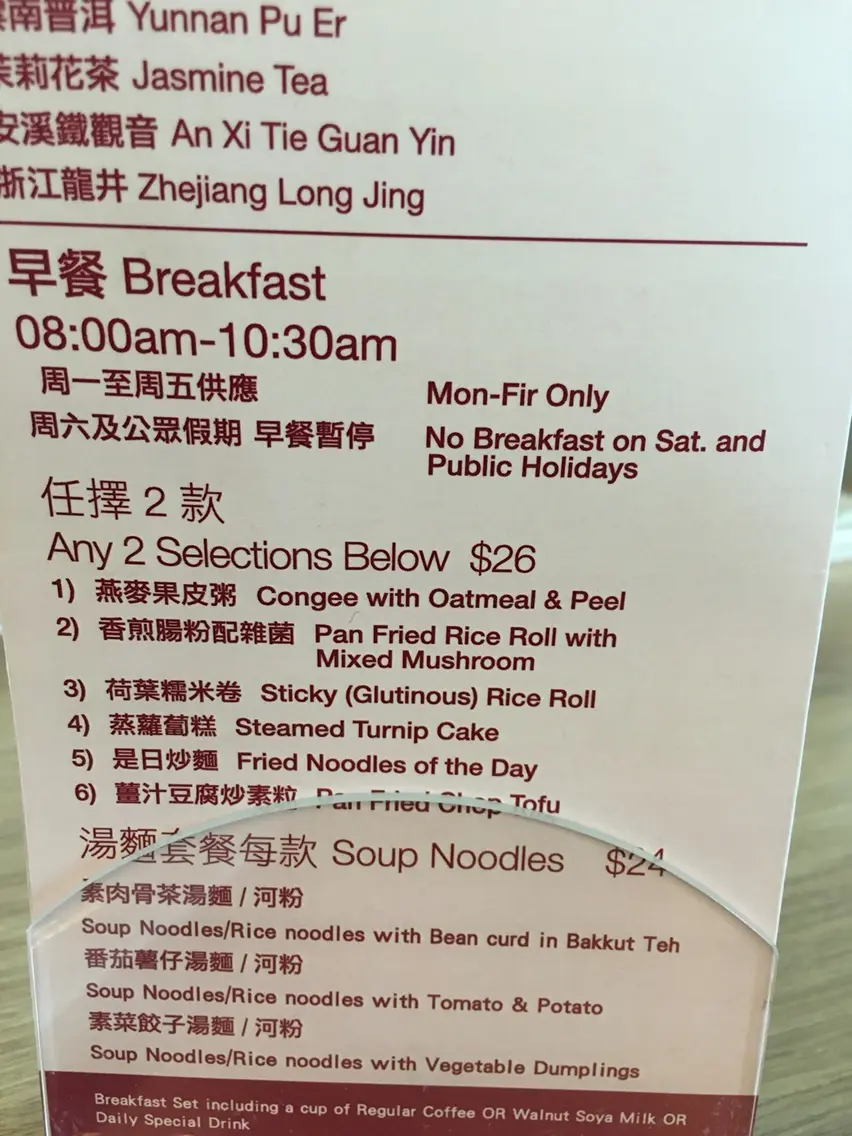 南普洱 Yunnan Pu Er
茉莉花茶 Jasmine Tea
安溪鐵觀音 An Xi Tie Guan Yin
浙江龍井 Zhejiang Long Jing
早餐 Breakfast
08:00am-10:30am
周一至周五供應 Mon-Fir Only
周六及公眾假期 早餐暫停 No Breakfast on Sat. and
Public Holidays
任擇 2 款
Any 2 Selections Below $26
1) 燕麥果皮粥 Congee with Oatmeal & Peel
2) 香煎腸粉配雜菌 Pan Fried Rice Roll with
Mixed Mushroom
3) 荷葉糯米卷 Sticky (Glutinous) Rice Roll
4) 蒸蘿蔔糕 Steamed Turnip Cake
5) 是日炒麵 Fried Noodles of the Day
6) 薑汁豆腐炒素粒 Pan Fried Chop Tofu
湯麵套餐每款 Soup Noodles $24
素肉骨茶湯麵 / 河粉
Soup Noodles/Rice noodles with Bean curd in Bakkut Teh
番茄薯仔湯麵 / 河粉
Soup Noodles/Rice noodles with Tomato & Potato
素菜餃子湯麵 / 河粉
Soup Noodles/Rice noodles with Vegetable Dumplings
Breakfast Set including a cup of Regular Coffee OR Walnut Soya Milk OR
Daily Special Drink